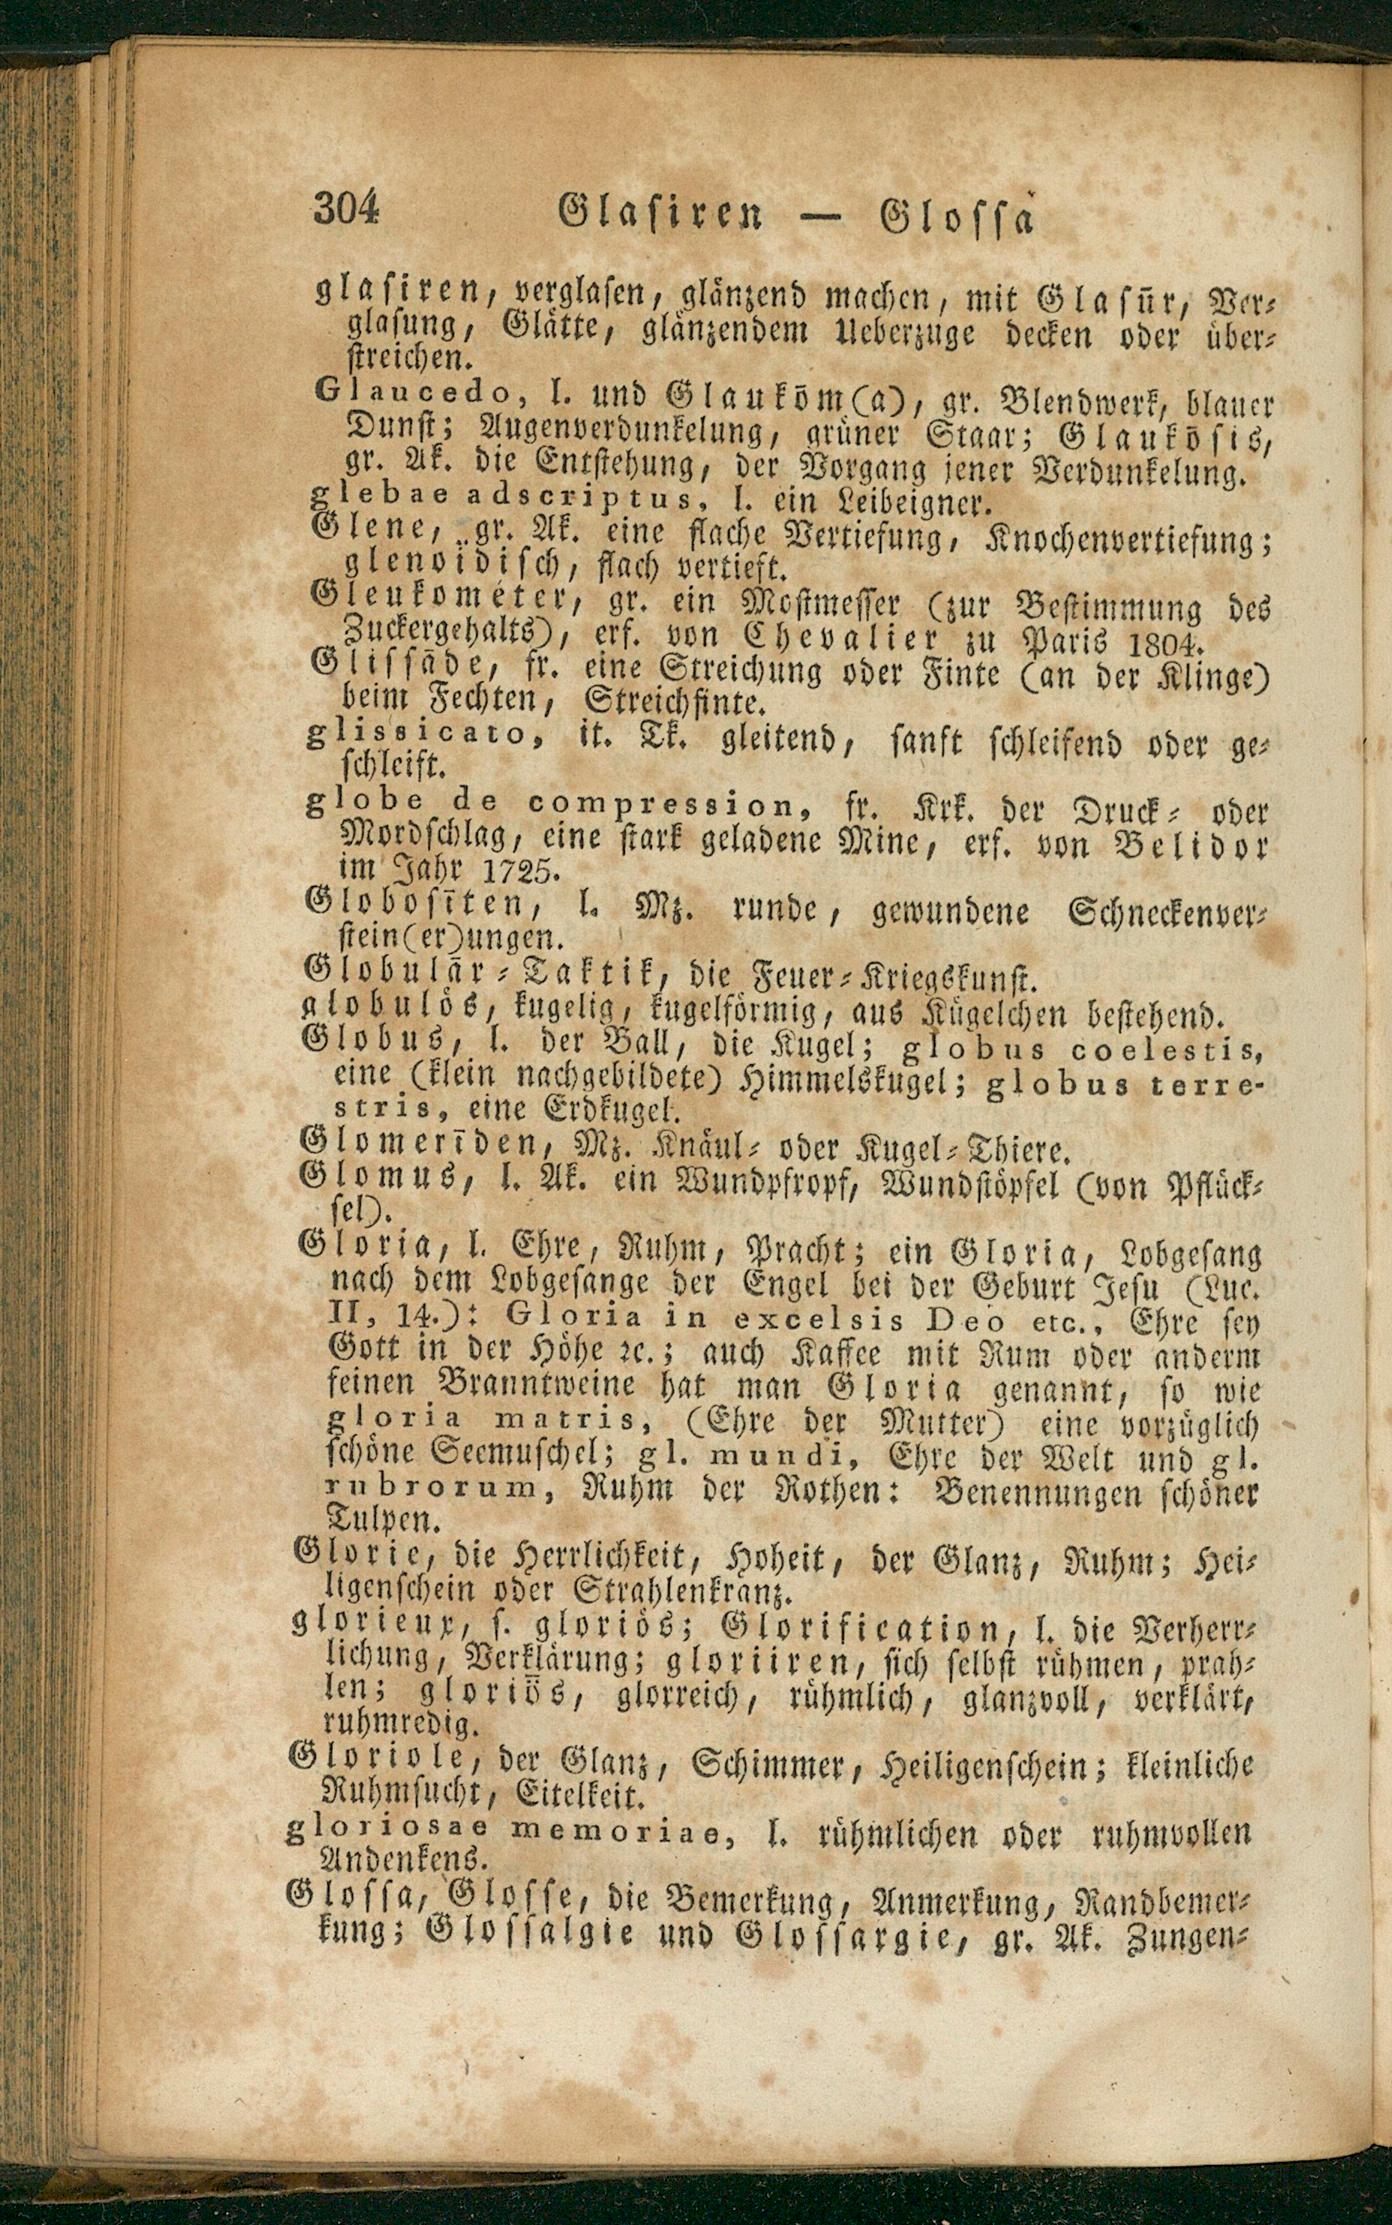 304 Glasiren — Glossa
glasiren, verglasen, glänzend machen, mit Glasūr, Ver-
glasung, Glätte, glänzendem Ueberzuge decken oder über-
streichen.
Glaucedo, l. und Glaukōm(a), gr. Blendwerk, blauer
Dunst; Augenverdunkelung, grüner Staar; Glaukōsis,
gr. Ak. die Entstehung, der Vorgang jener Verdunkelung.
glebae adscriptus, l. ein Leibeigner.
Glene, gr. Ak. eine flache Vertiefung, Knochenvertiefung;
glenoïdisch, flach vertieft.
Gleukométer, gr. ein Mostmesser (zur Bestimmung des
Zuckergehalts), erf. von Chevalier zu Paris 1804.
Glissāde, fr. eine Streichung oder Finte (an der Klinge)
beim Fechten, Streichfinte.
glissicato, it. Tk. gleitend, sanft schleifend oder ge-
schleift.
globe de compression, fr. Krk. der Druck- oder
Mordschlag, eine stark geladene Mine, erf. von Belidor
im Jahr 1725.
Globosīten, l. Mz. runde, gewundene Schneckenver-
stein(er)ungen.
Globulār-Taktik, die Feuer-Kriegskunst.
globulös, kugelig, kugelförmig, aus Kügelchen bestehend.
Globus, l. der Ball, die Kugel; globus coelestis,
eine (klein nachgebildete) Himmelskugel; globus terre-
stris, eine Erdkugel.
Glomerīden, Mz. Knäul- oder Kugel-Thiere.
Glomus, l. Ak. ein Wundpfropf, Wundstöpfel (von Pflück-
sel).
Gloria, l. Ehre, Ruhm, Pracht; ein Gloria, Lobgesang
nach dem Lobgesange der Engel bei der Geburt Jesu (Luc.
II, 14.): Gloria in excelsis Deo etc., Ehre sey
Gott in der Höhe ꝛc.; auch Kaffee mit Rum oder anderm
feinen Branntweine hat man Gloria genannt, so wie
gloria matris, (Ehre der Mutter) eine vorzüglich
schöne Seemuschel; gl. mundi, Ehre der Welt und gl.
rubrorum, Ruhm der Rothen: Benennungen schöner
Tulpen.
Glorie, die Herrlichkeit, Hoheit, der Glanz, Ruhm; Hei-
ligenschein oder Strahlenkranz.
glorieux, s. gloriös; Glorification, l. die Verherr-
lichung, Verklärung; gloriiren, sich selbst rühmen, prah-
len; gloriös, glorreich, rühmlich, glanzvoll, verklärt,
ruhmredig.
Gloriole, der Glanz, Schimmer, Heiligenschein; kleinliche
Ruhmsucht, Eitelkeit.
gloriosae memoriae, l. rühmlichen oder ruhmvollen
Andenkens.
Glossa, Glosse, die Bemerkung, Anmerkung, Randbemer-
kung; Glossalgie und Glossargie, gr. Ak. Zungen-